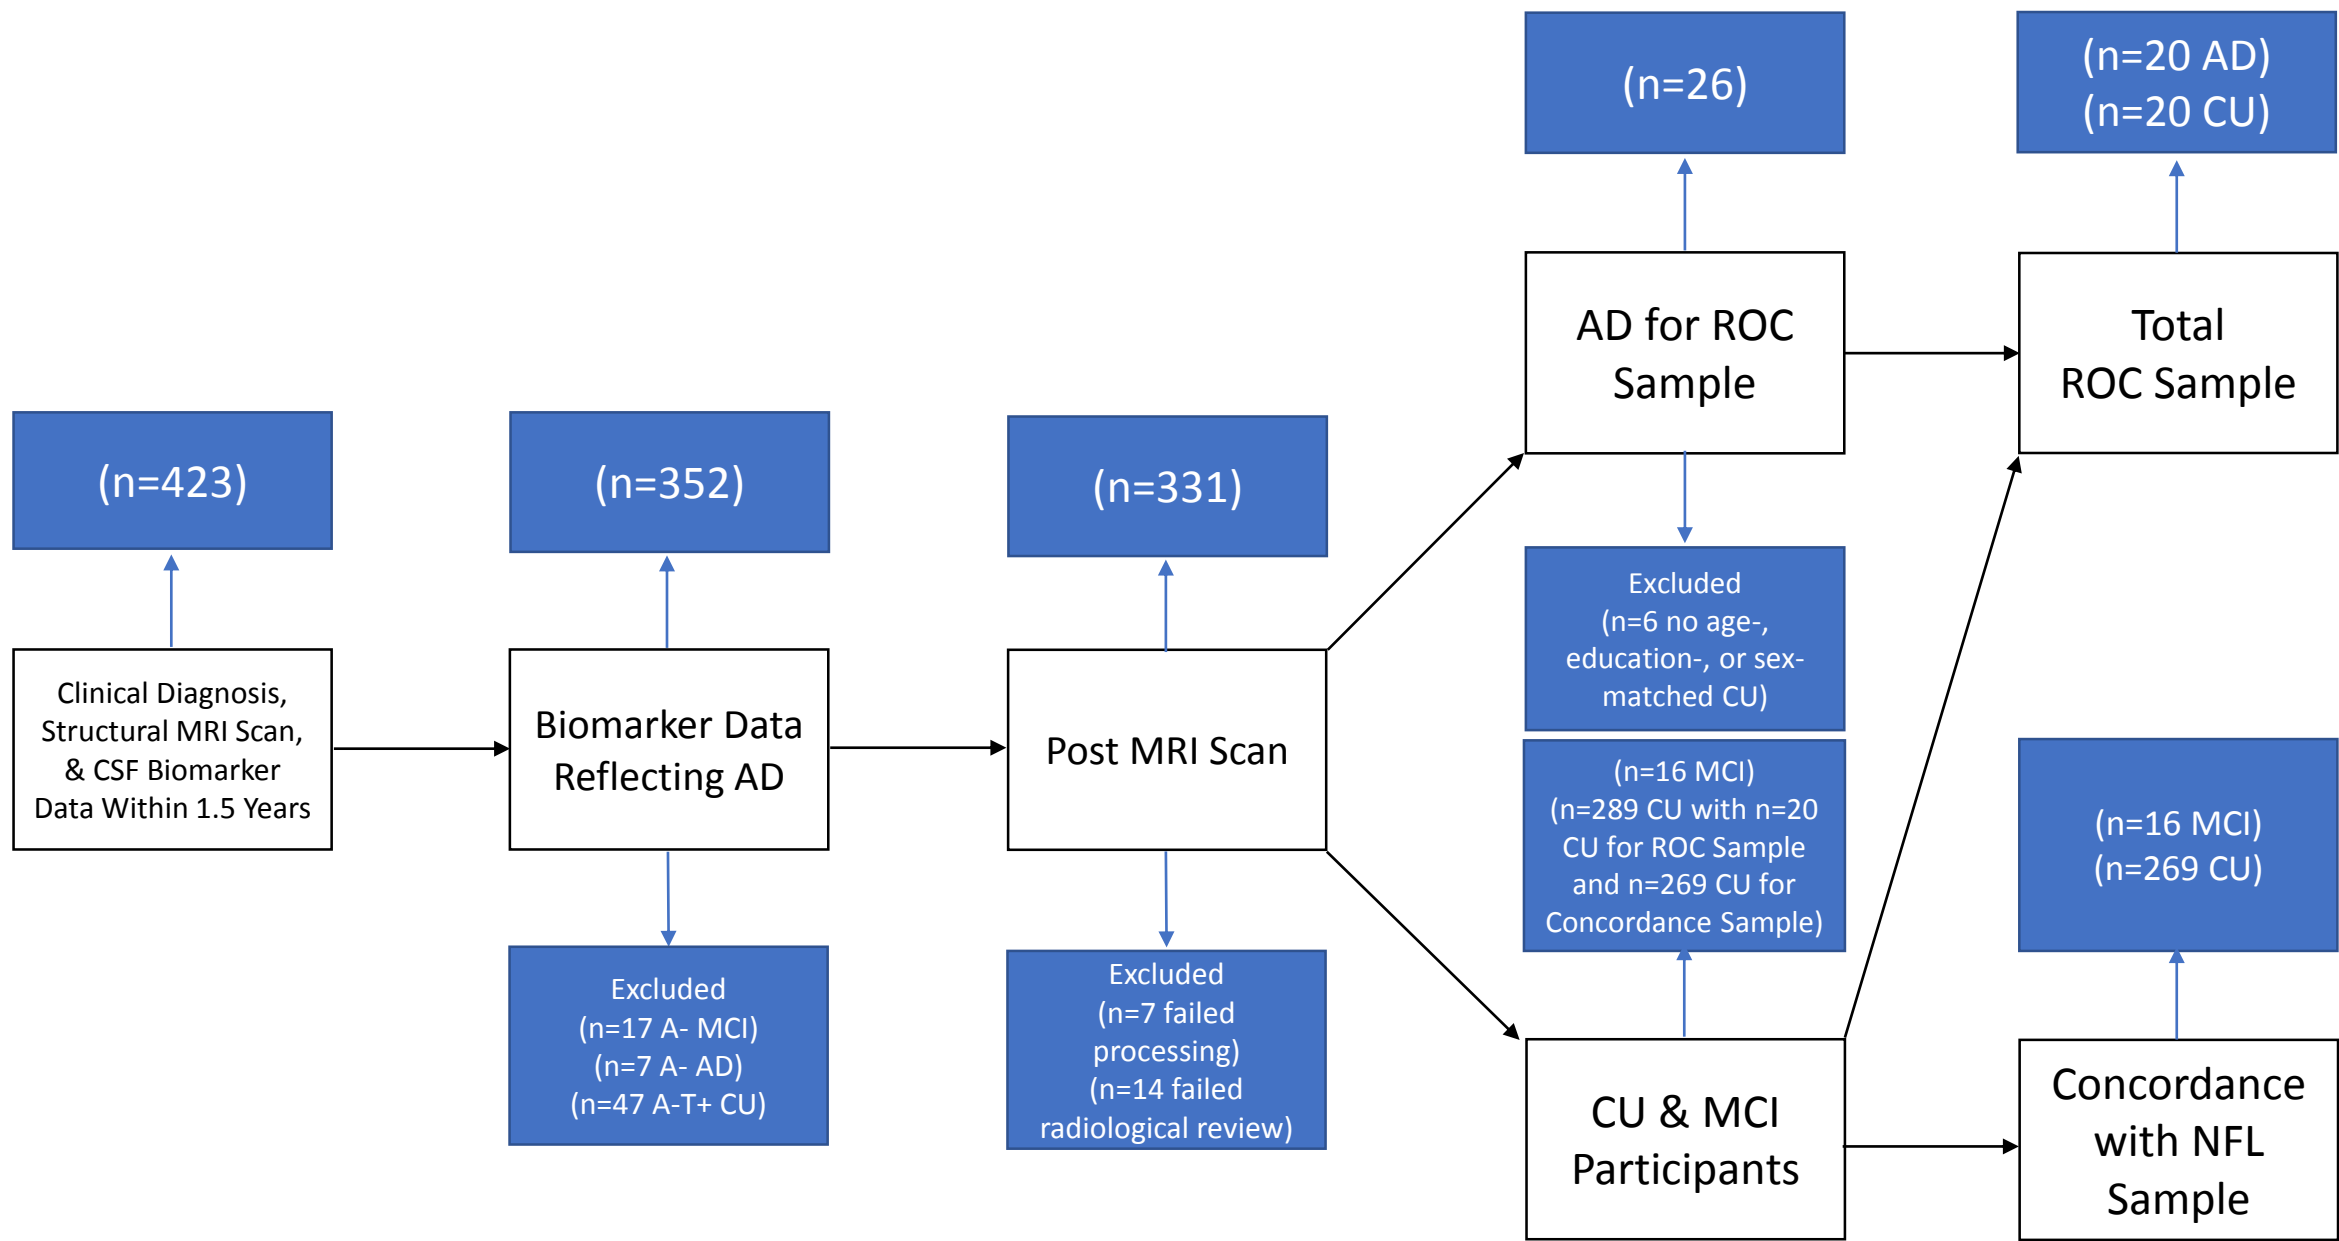 (n=423)
Clinical Diagnosis,
Structural MRI Scan,
& CSF Biomarker
Data Within 1.5 Years
(n=352)
Biomarker Data
Reflecting AD
Excluded
(n=17 A- MCI)
(n=7 A- AD)
(n=47 A-T+ CU)
(n=331)
Post MRI Scan
Excluded
(n=7 failed
processing)
(n=14 failed
radiological review)
(n=26)
AD for ROC
Sample
Excluded
(n=6 no age-,
education-, or sex-
matched CU)
(n=16 MCI)
(n=289 CU with n=20
CU for ROC Sample
and n=269 CU for
Concordance Sample)
CU & MCI
Participants
(n=20 AD)
(n=20 CU)
Total
ROC Sample
(n=16 MCI)
(n=269 CU)
Concordance
with NFL
Sample